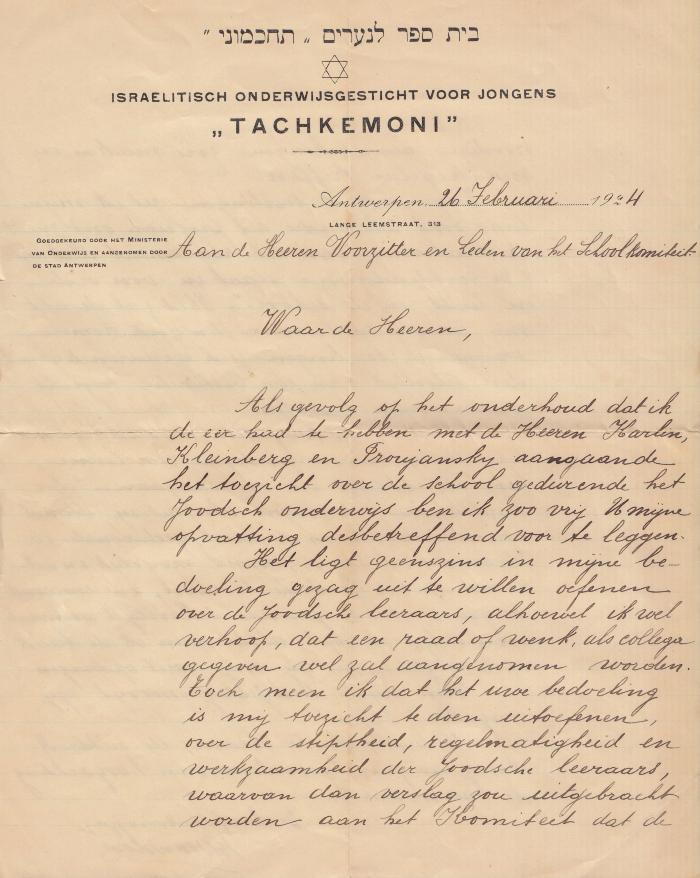 בית ספר לנערים „ תחכמוני ”
ISRAELITISCH ONDERWIJSGESTICHT VOOR JONGENS
„TACHKEMONI”
Antwerpen, 26 Februari 1924
LANGE LEEMSTRAAT, 313
GOEDGEKEURD DOOR HET MINISTERIE
VAN ONDERWIJS EN AANGENOMEN DOOR
DE STAD ANTWERPEN
Aan de Heeren Voorzitter en Leden van het Schoolkomiteit.
Waarde Heeren,
Als gevolg op het onderhoud dat ik
de eer had te hebben met de Heeren Karlin,
Kleinberg en Proujansky aangaande
het toezicht over de school gedurende het
Joodsch onderwijs ben ik zoo vrij U mijne
opvatting desbetreffend voor te leggen.
Het ligt geenszins in mijne be-
doeling gezag uit te willen oefenen
over de Joodsche leeraars, alhoewel ik wel
verhoop, dat een raad of wenk, als collega
gegeven wel zal aangenomen worden.
Toch meen ik dat het uwe bedoeling
is mij toezicht te doen uitoefenen,
over de stiptheid, regelmatigheid en
werkzaamheid der Joodsche leeraars,
waarvan dan verslag zou uitgebracht
worden aan het Komiteit dat de